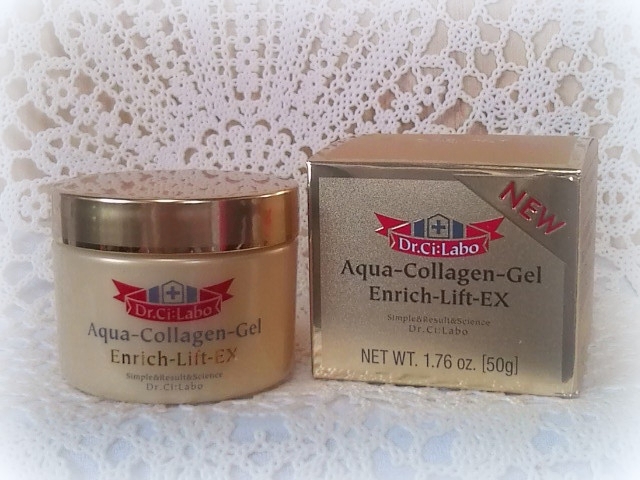 Dr.Ci:Labo
Aqua-Collagen-Gel
Enrich-Lift-EX
Simple&Result&Science
Dr.Ci:Labo
NEW
Dr.Ci:Labo
Aqua-Collagen-Gel
Enrich-Lift-EX
Simple&Result&Science
Dr.Ci:Labo
NET WT. 1.76 oz. [50g]